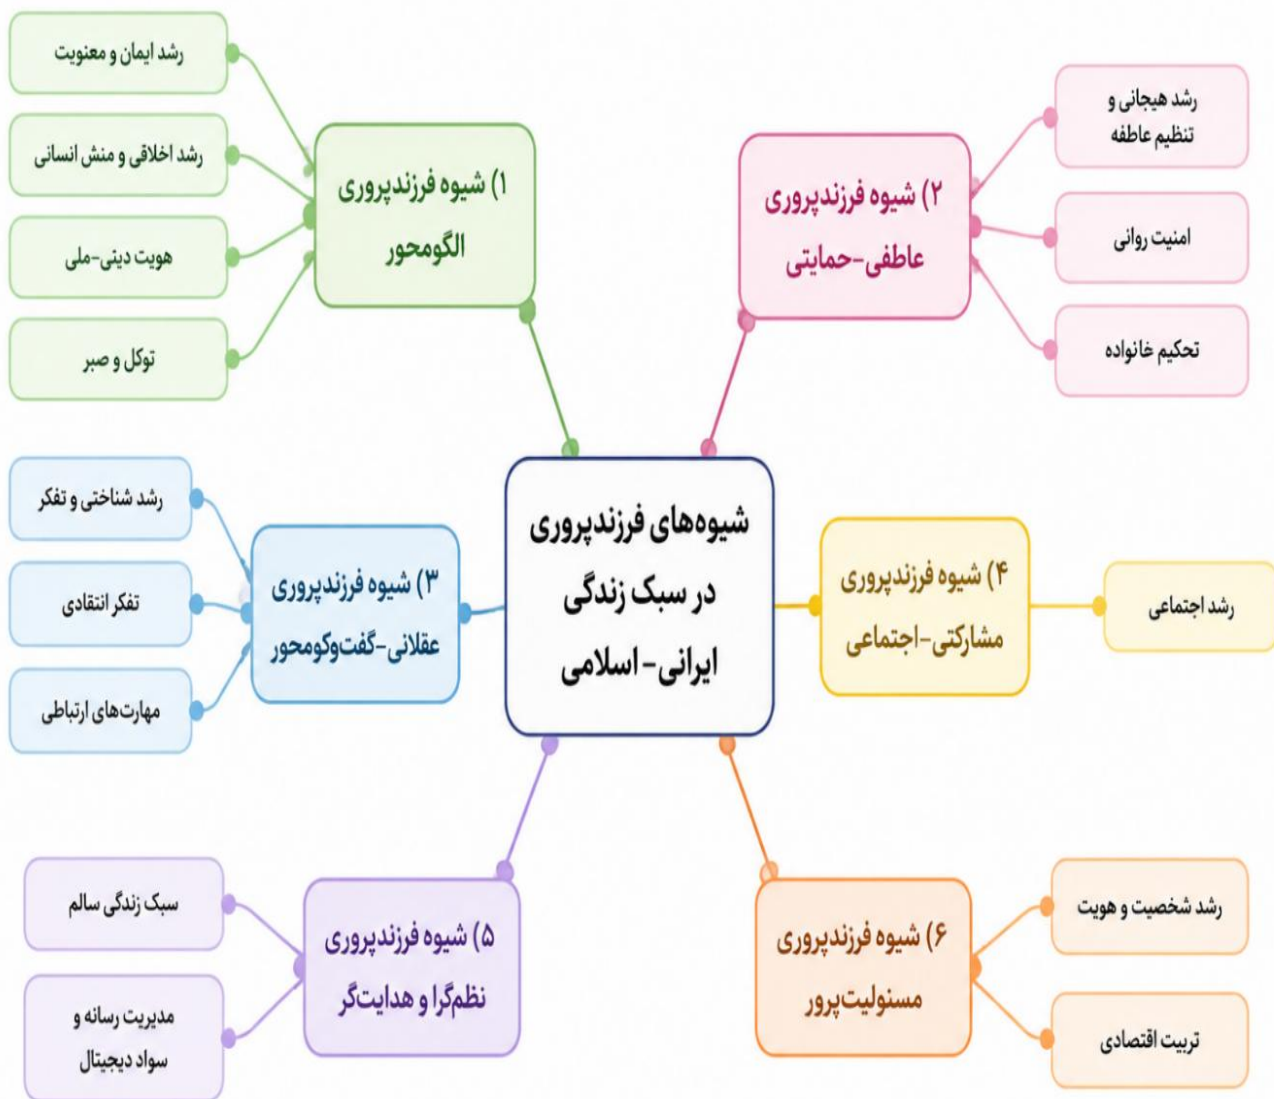 شیوه‌های فرزندپروری
در سبک زندگی
ایرانی-اسلامی
۱) شیوه فرزندپروری
الگومحور
رشد ایمان و معنویت
رشد اخلاقی و منش انسانی
هویت دینی-ملی
توکل و صبر
۲) شیوه فرزندپروری
عاطفی-حمایتی
رشد هیجانی و
تنظیم عاطفه
امنیت روانی
تحکیم خانواده
۳) شیوه فرزندپروری
عقلانی-گفت‌وکومحور
رشد شناختی و تفکر
تفکر انتقادی
مهارت‌های ارتباطی
۴) شیوه فرزندپروری
مشارکتی-اجتماعی
رشد اجتماعی
۵) شیوه فرزندپروری
نظم‌گرا و هدایت‌گر
سبک زندگی سالم
مدیریت رسانه و
سواد دیجیتال
۶) شیوه فرزندپروری
مسئولیت‌پرور
رشد شخصیت و هویت
تربیت اقتصادی